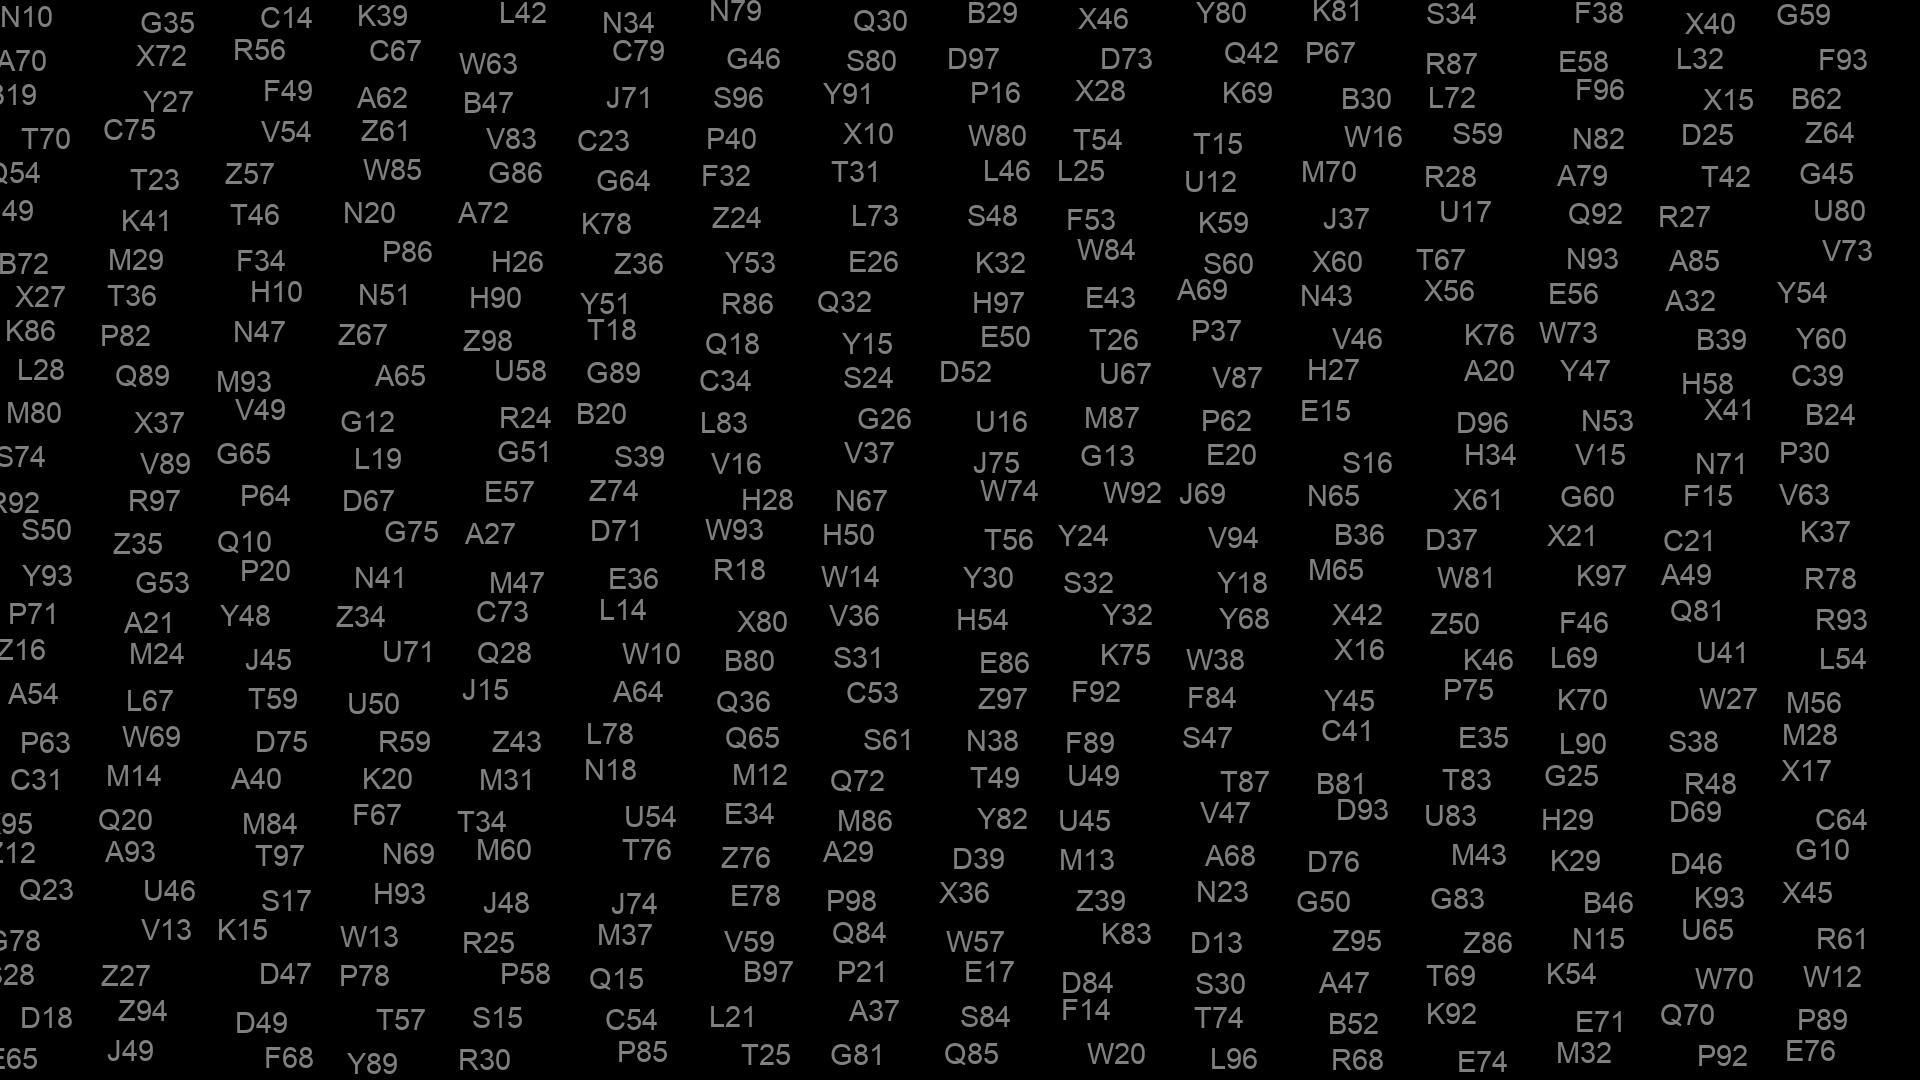 N10 G35 C14 K39 L42 N34 N79 Q30 B29 X46 Y80 K81 S34 F38 X40 G59
A70 X72 R56 C67 W63 C79 G46 S80 D97 D73 Q42 P67 R87 E58 L32 F93
Y27 F49 A62 B47 J71 S96 Y91 P16 X28 K69 B30 L72 F96 X15 B62
T70 C75 V54 Z61 V83 C23 P40 X10 W80 T54 T15 W16 S59 N82 D25 Z64
Q54 T23 Z57 W85 G86 G64 F32 T31 L46 L25 U12 M70 R28 A79 T42 G45
49 K41 T46 N20 A72 K78 Z24 L73 S48 F53 K59 J37 U17 Q92 R27 U80
B72 M29 F34 P86 H26 Z36 Y53 E26 K32 W84 S60 X60 T67 N93 A85 V73
X27 T36 H10 N51 H90 Y51 R86 Q32 H97 E43 A69 N43 X56 E56 A32 Y54
K86 P82 N47 Z67 Z98 T18 Q18 Y15 E50 T26 P37 V46 K76 W73 B39 Y60
L28 Q89 M93 A65 U58 G89 C34 S24 D52 U67 V87 H27 A20 Y47 H58 C39
M80 X37 V49 G12 R24 B20 L83 G26 U16 M87 P62 E15 D96 N53 X41 B24
S74 V89 G65 L19 G51 S39 V16 V37 J75 G13 E20 S16 H34 V15 N71 P30
R92 R97 P64 D67 E57 Z74 H28 N67 W74 W92 J69 N65 X61 G60 F15 V63
S50 Z35 Q10 G75 A27 D71 W93 H50 T56 Y24 V94 B36 D37 X21 C21 K37
Y93 G53 P20 N41 M47 E36 R18 W14 Y30 S32 Y18 M65 W81 K97 A49 R78
P71 A21 Y48 Z34 C73 L14 X80 V36 H54 Y32 Y68 X42 Z50 F46 Q81 R93
Z16 M24 J45 U71 Q28 W10 B80 S31 E86 K75 W38 X16 K46 L69 U41 L54
A54 L67 T59 U50 J15 A64 Q36 C53 Z97 F92 F84 Y45 P75 K70 W27 M56
P63 W69 D75 R59 Z43 L78 Q65 S61 N38 F89 S47 C41 E35 L90 S38 M28
C31 M14 A40 K20 M31 N18 M12 Q72 T49 U49 T87 B81 T83 G25 R48 X17
95 Q20 M84 F67 T34 U54 E34 M86 Y82 U45 V47 D93 U83 H29 D69 C64
Z12 A93 T97 N69 M60 T76 Z76 A29 D39 M13 A68 D76 M43 K29 D46 G10
Q23 U46 S17 H93 J48 J74 E78 P98 X36 Z39 N23 G50 G83 B46 K93 X45
G78 V13 K15 W13 R25 M37 V59 Q84 W57 K83 D13 Z95 Z86 N15 U65 R61
Z27 D47 P78 P58 Q15 B97 P21 E17 D84 S30 A47 T69 K54 W70 W12
D18 Z94 D49 T57 S15 C54 L21 A37 S84 F14 T74 B52 K92 E71 Q70 P89
E65 J49 F68 Y89 R30 P85 T25 G81 Q85 W20 L96 R68 E74 M32 P92 E76